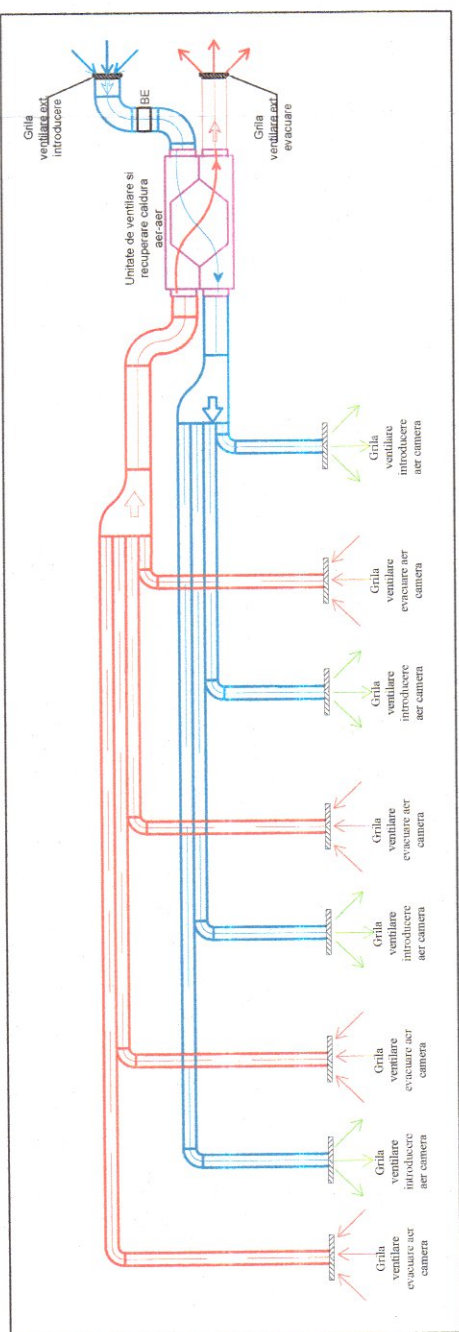 Grila
ventilare ext.
introducere
BE
Grila
ventilare ext
evacuare
Unitate de ventilare si
recuperare caldura
aer-aer
Grila
ventilare
introducere
aer camera
Grila
ventilare
evacuare aer
camera
Grila
ventilare
introducere
aer camera
Grila
ventilare
evacuare aer
camera
Grila
ventilare
introducere
aer camera
Grila
ventilare
evacuare aer
camera
Grila
ventilare
introducere
aer camera
Grila
ventilare
evacuare aer
camera